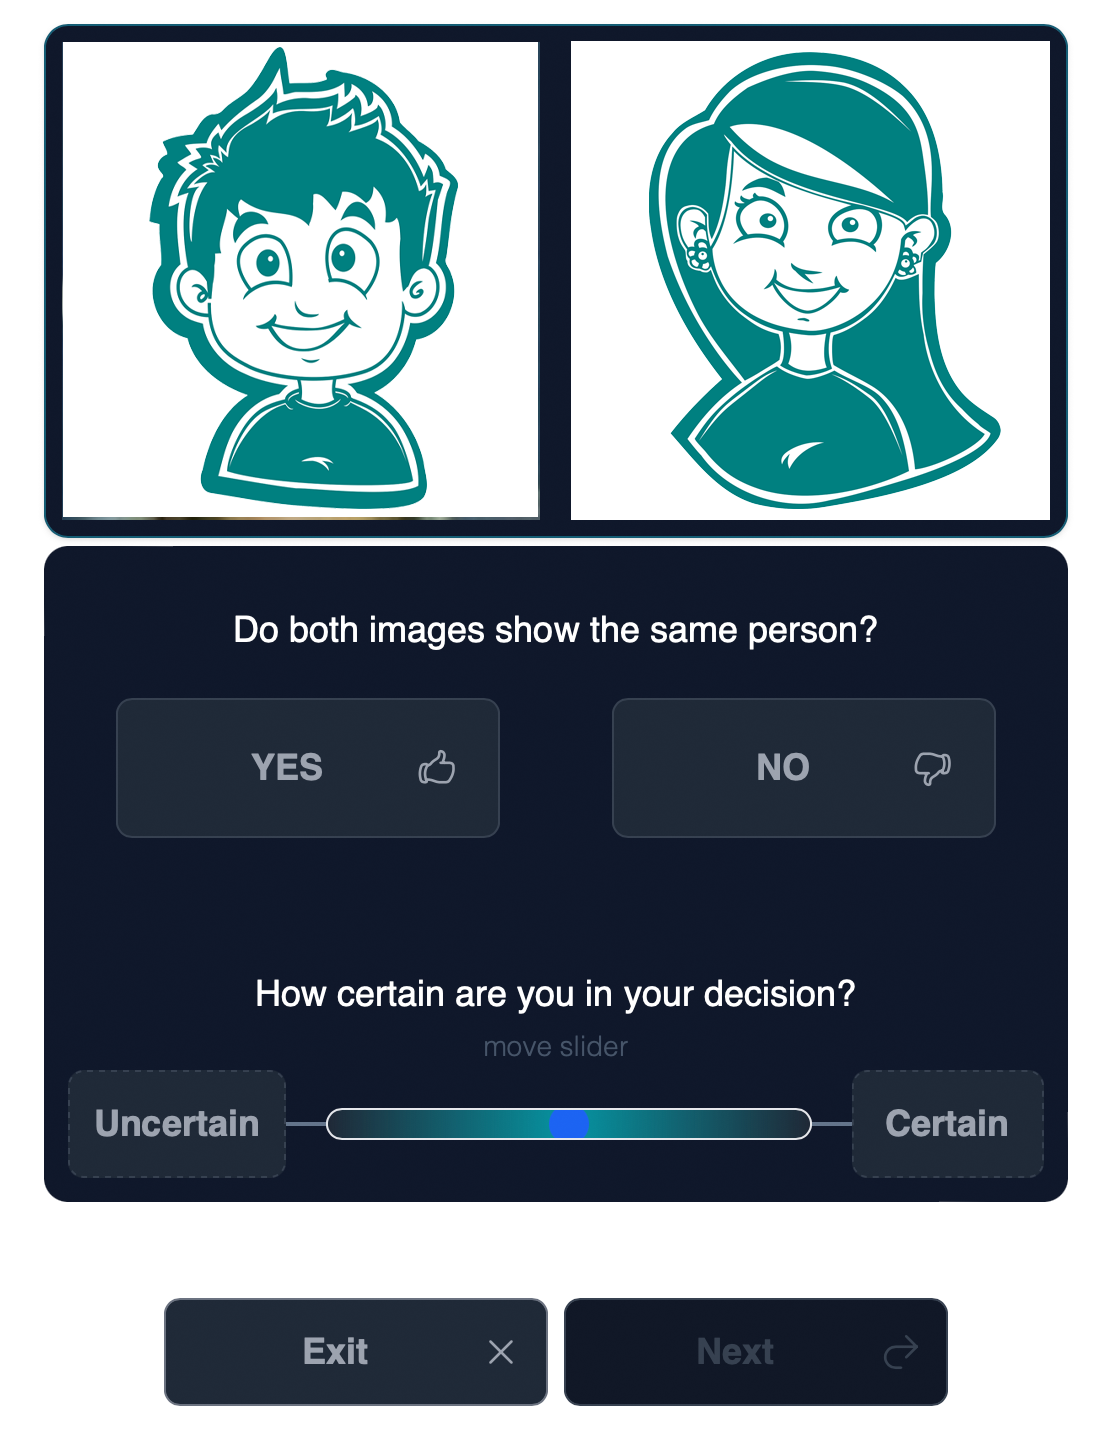 Do both images show the same person?
YES
NO
How certain are you in your decision?
move slider
Uncertain
Certain
Exit
Next